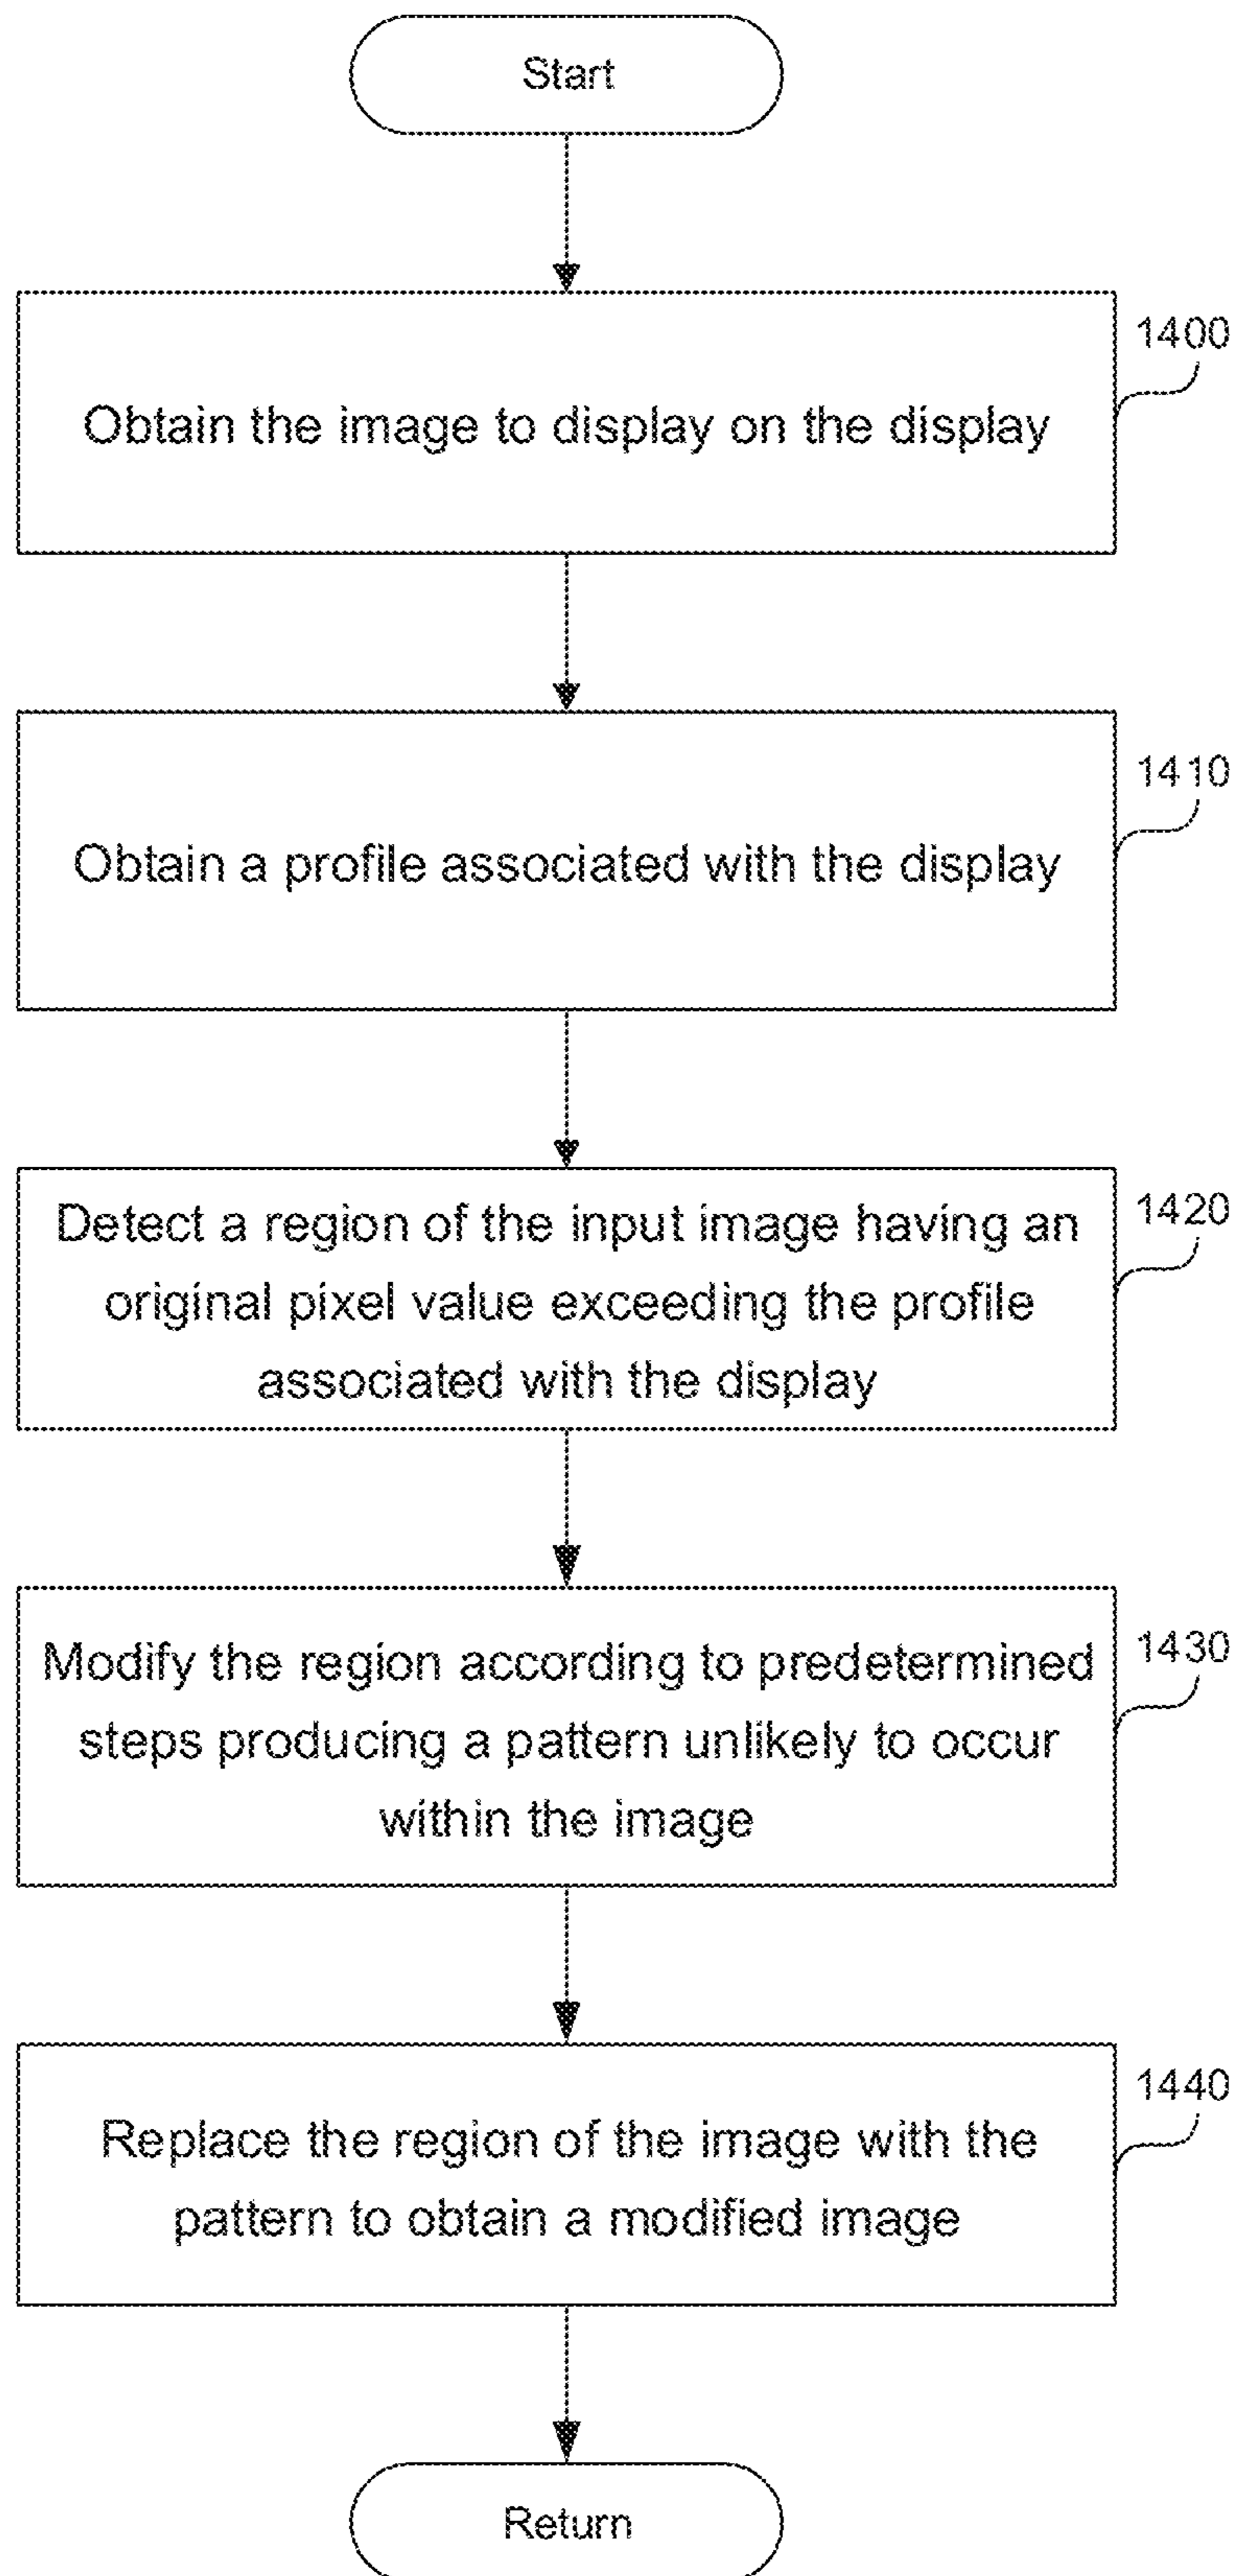 Start
1400
Obtain the image to display on the display
1410
Obtain a profile associated with the display
1420
Detect a region of the input image having an
original pixel value exceeding the profile
associated with the display
1430
Modify the region according to predetermined
steps producing a pattern unlikely to occur
within the image
1440
Replace the region of the image with the
pattern to obtain a modified image
Return